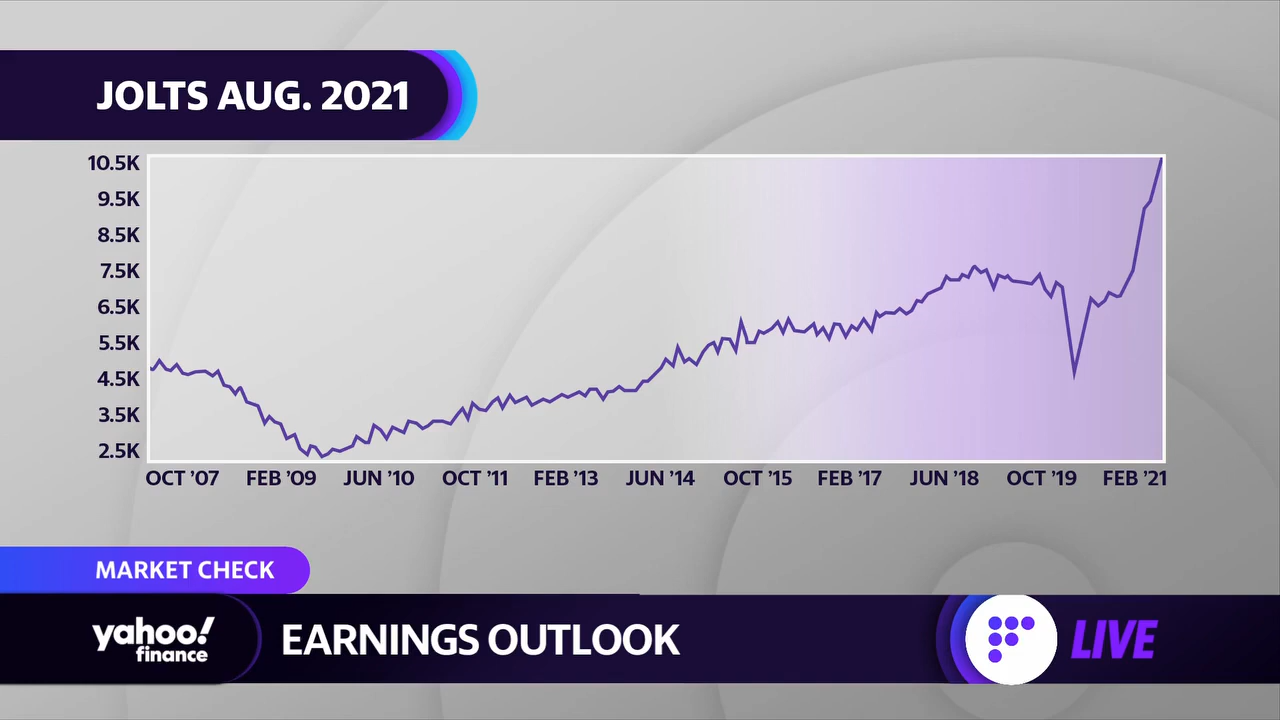 JOLTS AUG. 2021
10.5K
9.5K
8.5K
7.5K
6.5K
5.5K
4.5K
3.5K
2.5K
OCT ’07 FEB ’09 JUN ’10 OCT ’11 FEB ’13 JUN ’14 OCT ’15 FEB ’17 JUN ’18 OCT ’19 FEB ’21
MARKET CHECK
yahoo!
finance
EARNINGS OUTLOOK
LIVE